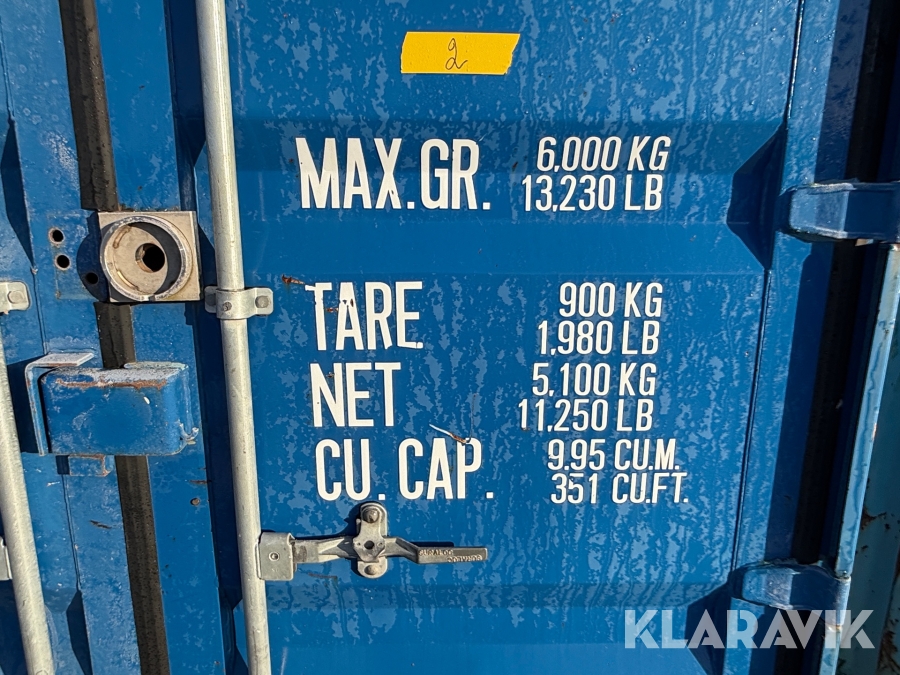 2
MAX.GR. 6,000 KG
13,230 LB
TARE 900 KG
1,980 LB
NET 5,100 KG
11,250 LB
CU. CAP. 9.95 CU.M.
351 CU.FT.
KLARAVIK